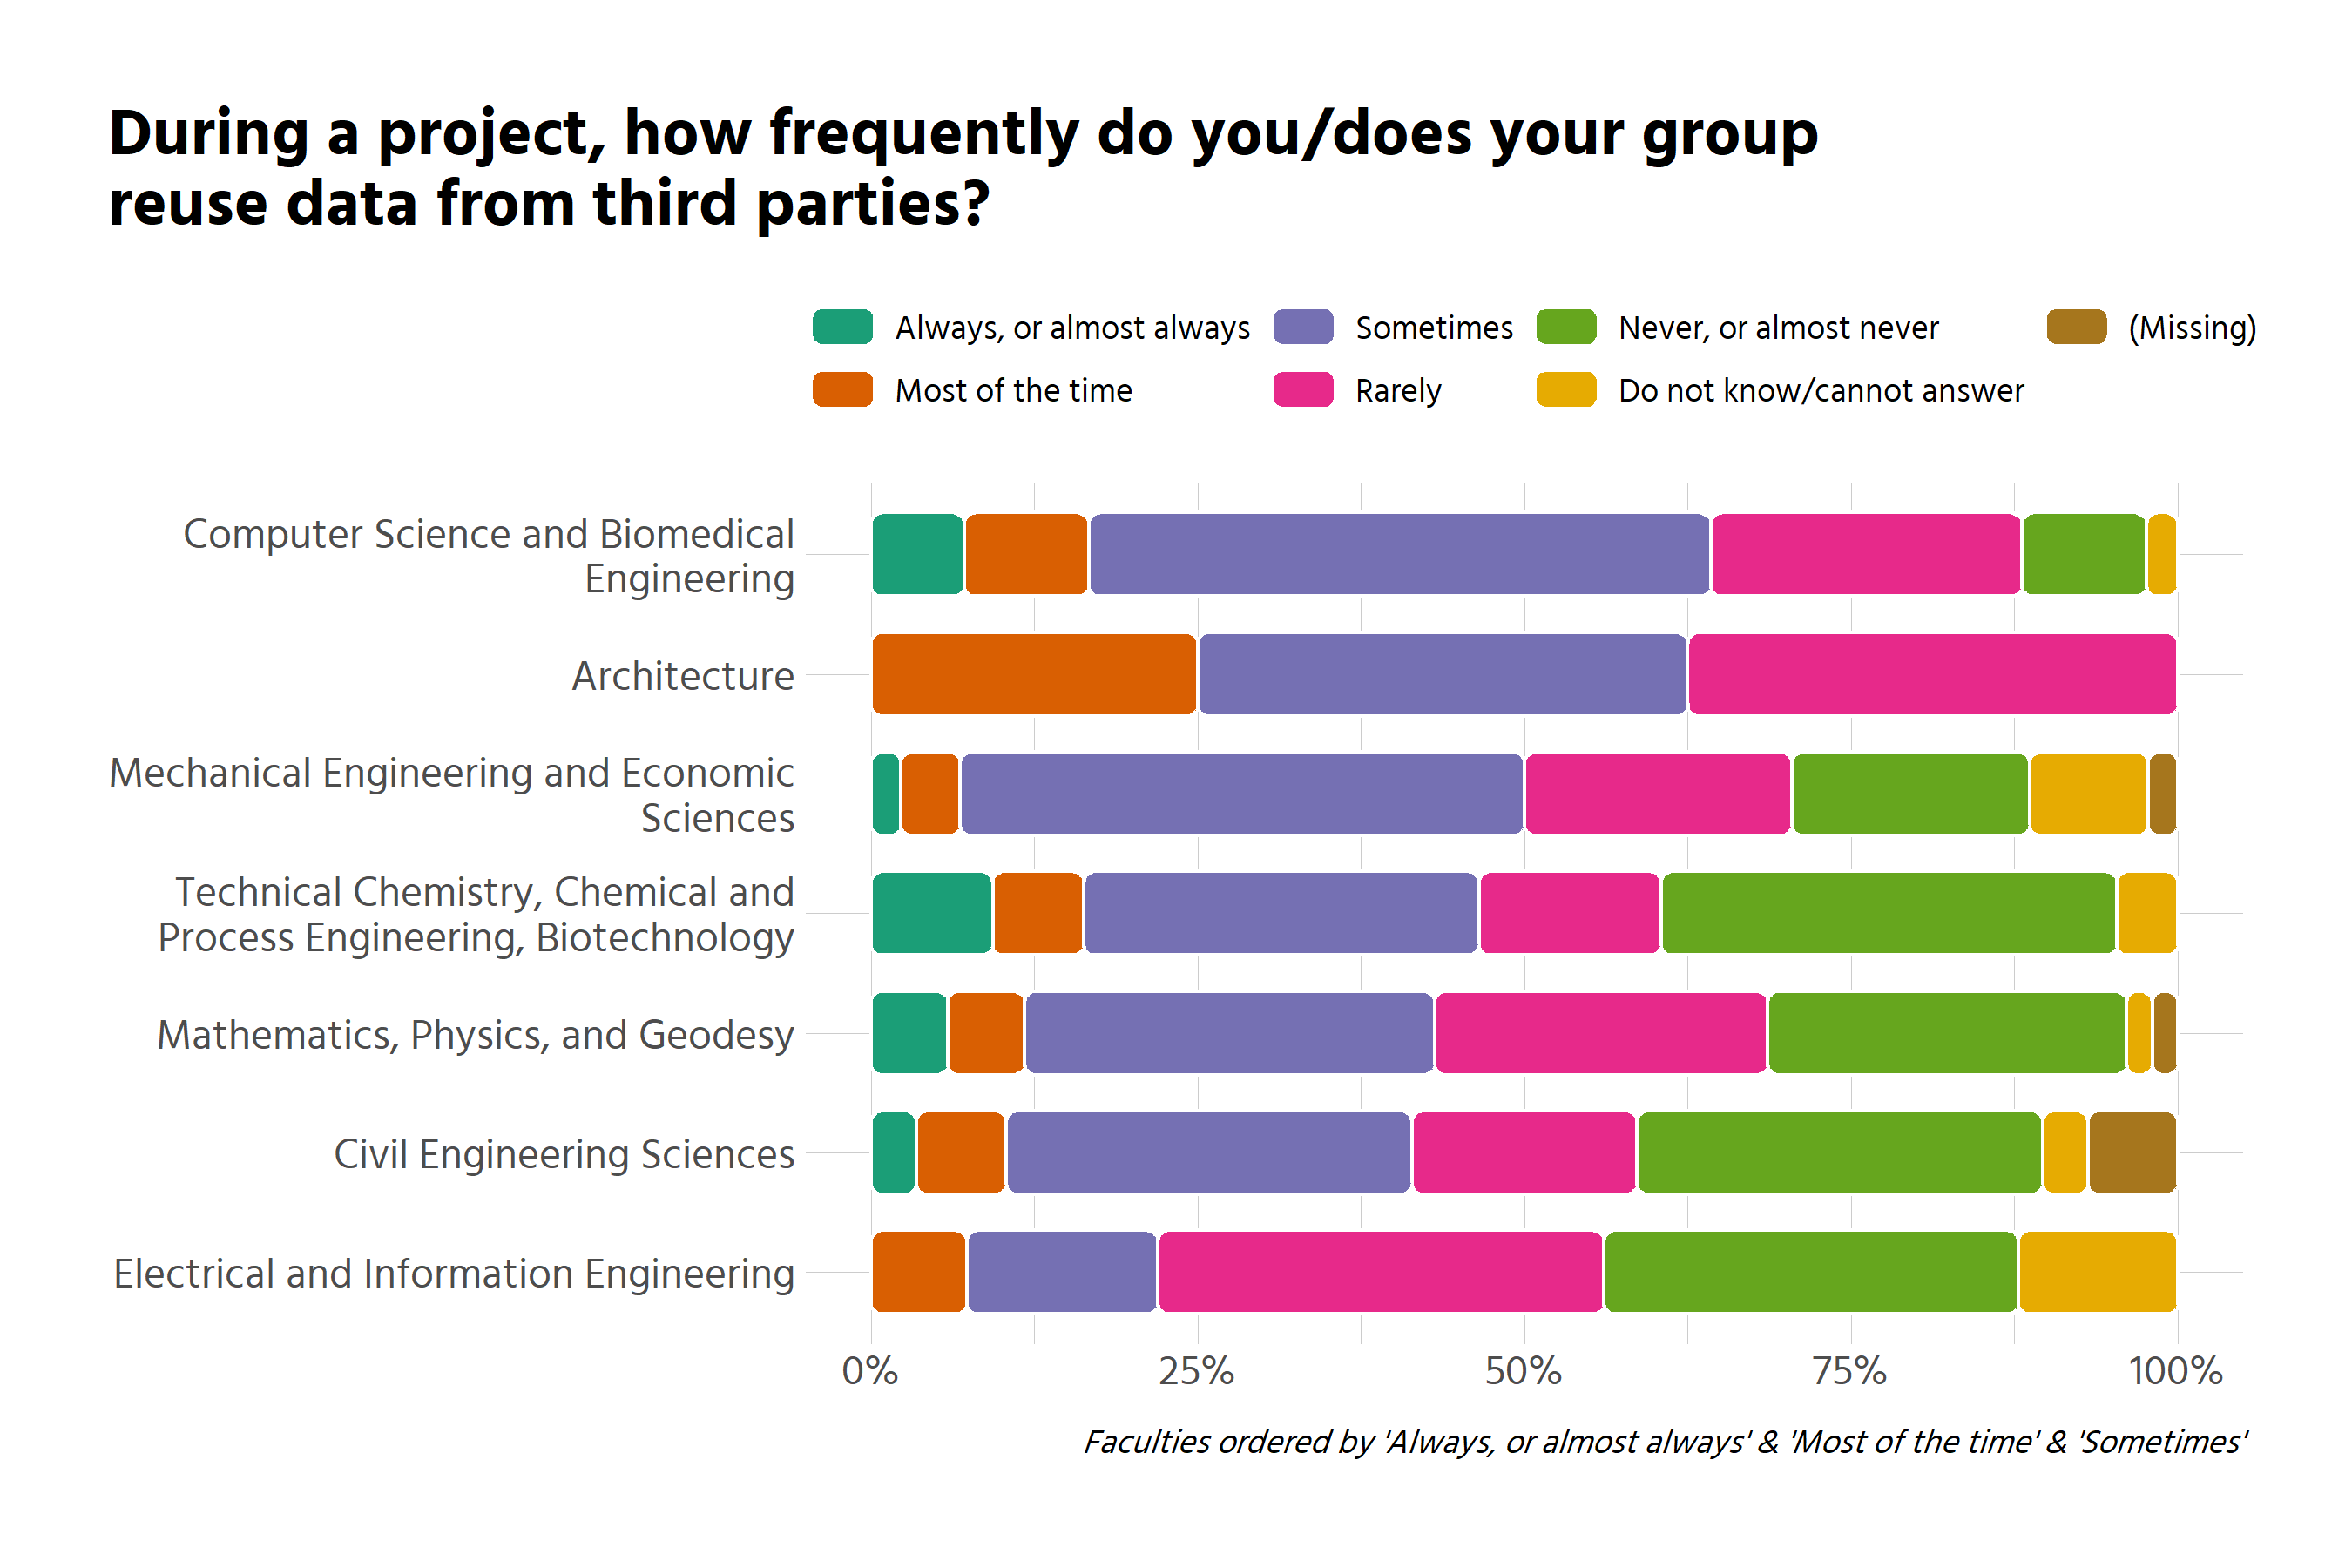 During a project, how frequently do you/does your group
reuse data from third parties?
Always, or almost always
Sometimes
Never, or almost never
(Missing)
Most of the time
Rarely
Do not know/cannot answer
Computer Science and Biomedical
Engineering
Architecture
Mechanical Engineering and Economic
Sciences
Technical Chemistry, Chemical and
Process Engineering, Biotechnology
Mathematics, Physics, and Geodesy
Civil Engineering Sciences
Electrical and Information Engineering
0%
25%
50%
75%
100%
Faculties ordered by 'Always, or almost always' & 'Most of the time' & 'Sometimes'